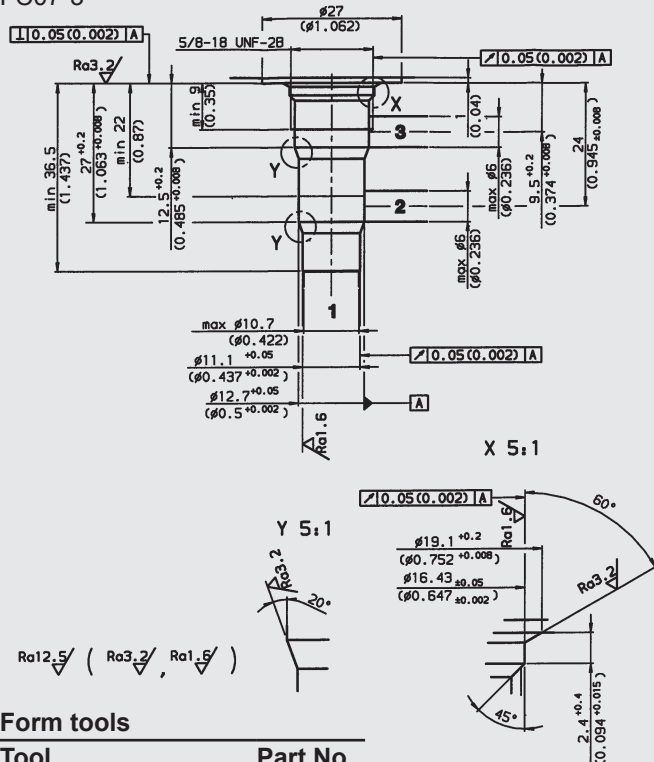 ø27
(ø1.062)
⊥ 0.05(0.002) A
5/8-18 UNF-2B
↗ 0.05(0.002) A
Ra3.2
X
min 9
(0.35)
(0.04)
3
min 36.5
(1.437)
27 +0.2
(1.063 +0.008)
min 22
(0.87)
12.5 +0.2
(0.485 +0.008)
Y
max ø6
(ø0.236)
9.5 +0.2
(0.374 +0.008)
24
(0.945 ±0.008)
2
Y
max ø6
(ø0.236)
1
max ø10.7
(ø0.422)
ø11.1 +0.05
(ø0.437 +0.002)
↗ 0.05(0.002) A
ø12.7 +0.05
(ø0.5 +0.002)
A
Ra1.6
X 5:1
↗ 0.05(0.002) A
60°
Ra1.6
ø19.1 +0.2
(ø0.752 +0.008)
ø16.43 ±0.05
(ø0.647 ±0.002)
Ra3.2
Y 5:1
Ra3.2
20°
45°
2.4 +0.4
(0.094 +0.015)
Ra12.5 ( Ra3.2 , Ra1.6 )
Form tools
Tool Part No.